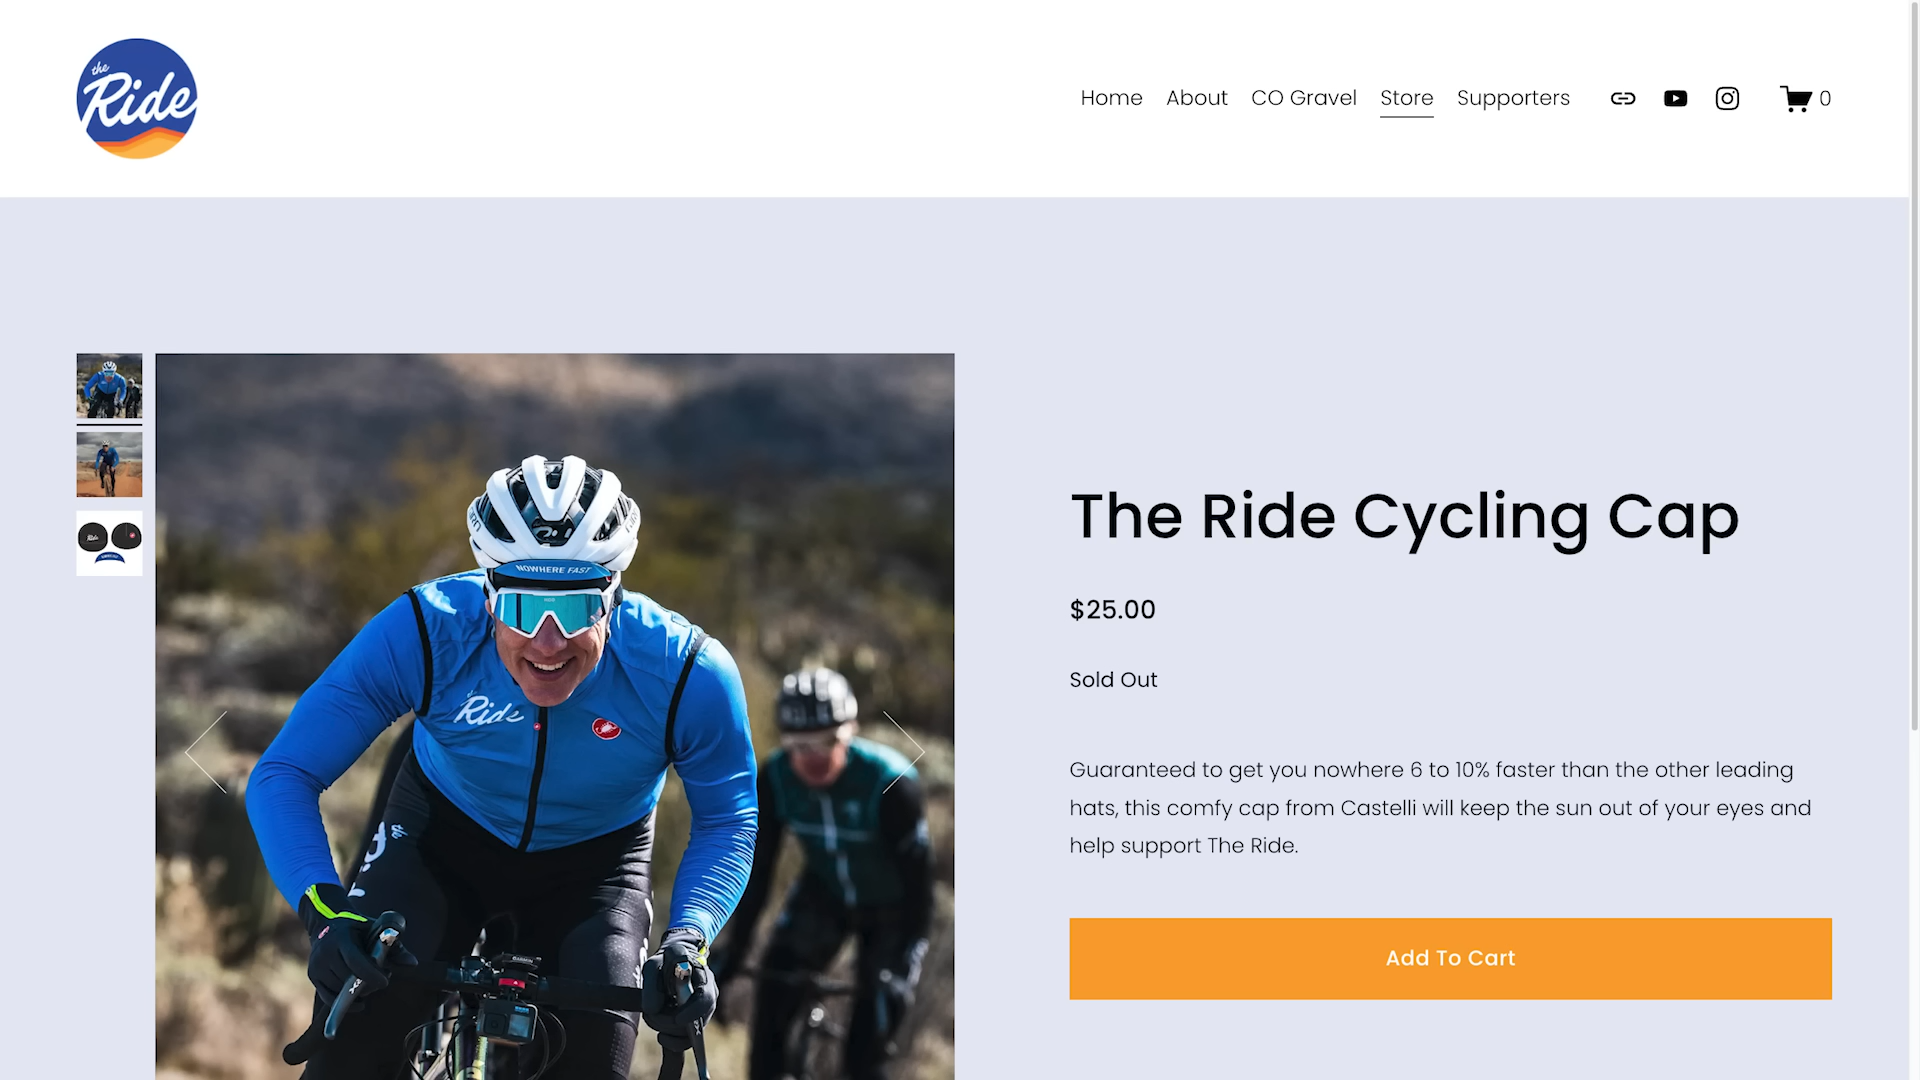 the
Ride
Home About CO Gravel Store Supporters 0
The Ride Cycling Cap
$25.00
Sold Out
Guaranteed to get you nowhere 6 to 10% faster than the other leading
hats, this comfy cap from Castelli will keep the sun out of your eyes and
help support The Ride.
Add To Cart
NOWHERE FAST
the
Ride
GARMIN